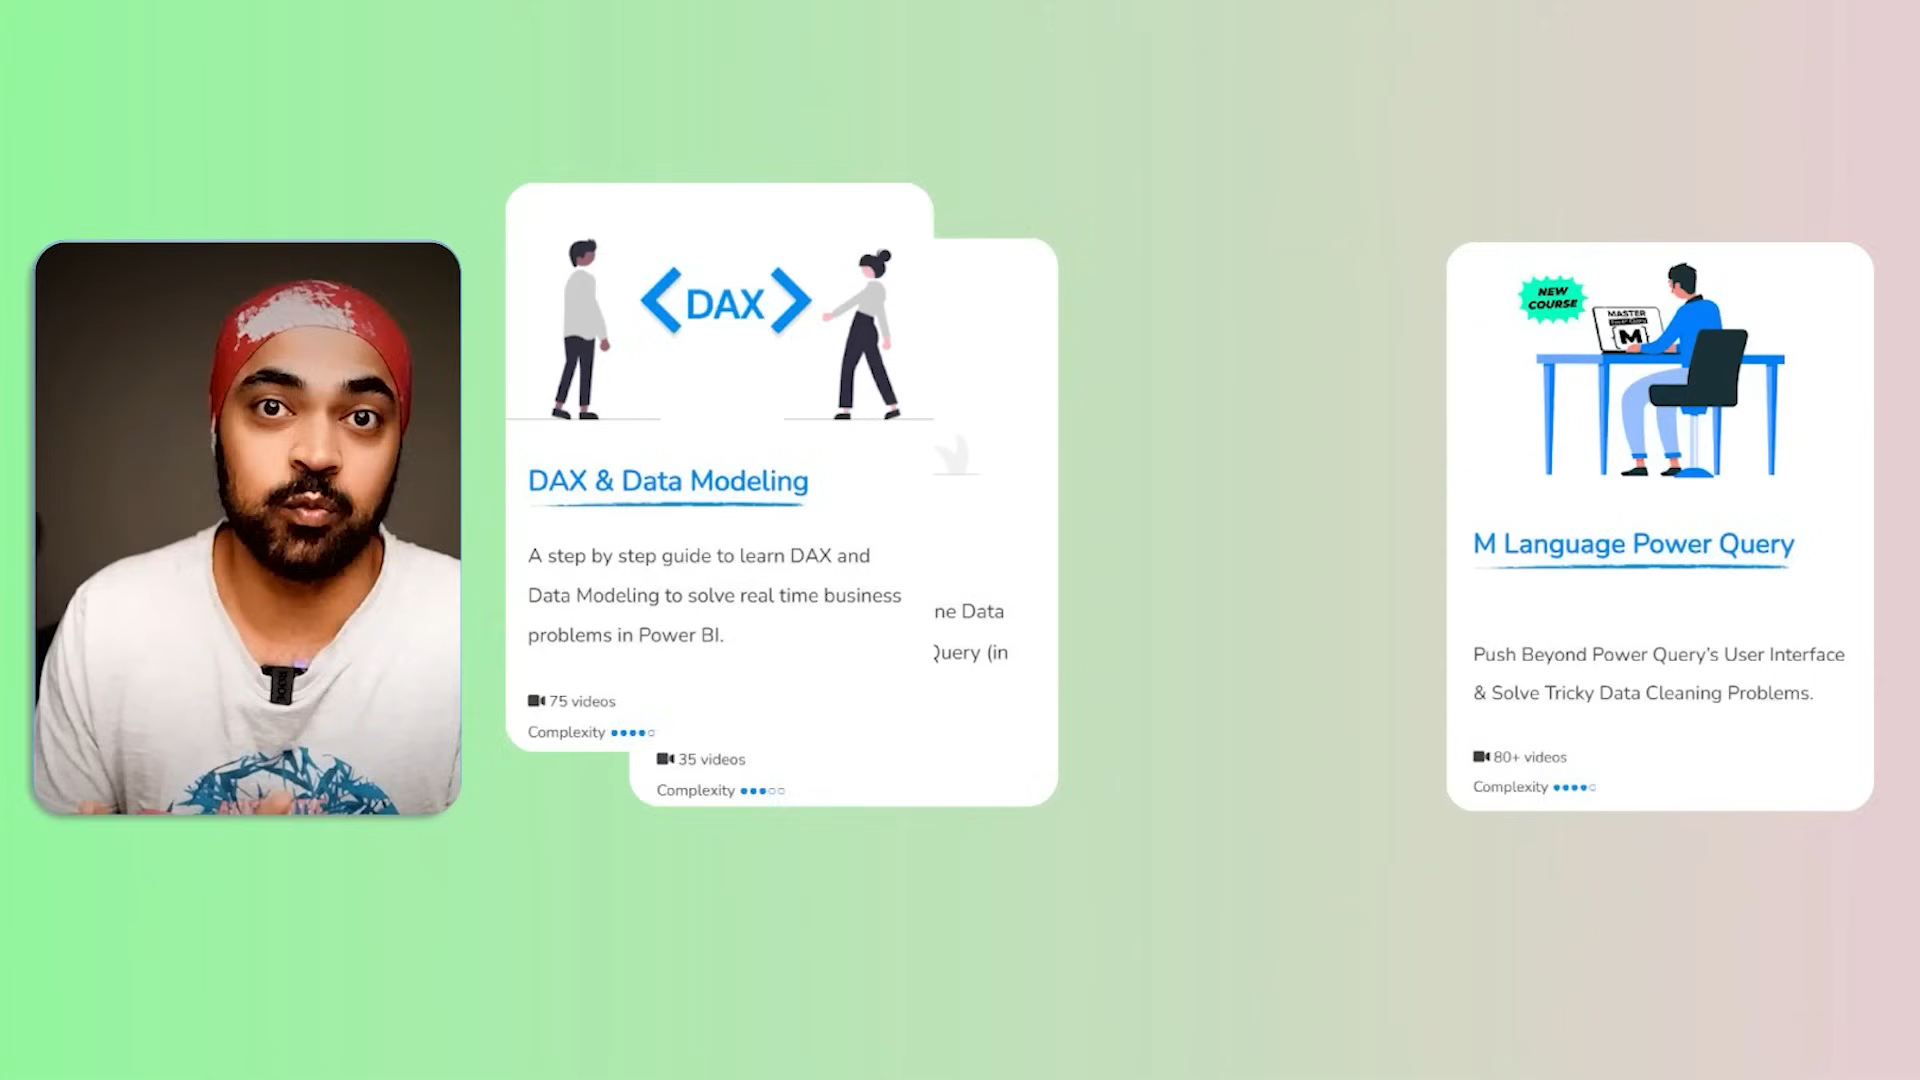 DAX
DAX & Data Modeling
A step by step guide to learn DAX and
Data Modeling to solve real time business
problems in Power BI.
75 videos
Complexity
ne Data
Query (in
35 videos
Complexity
NEW
COURSE
MASTER
M
M Language Power Query
Push Beyond Power Query's User Interface
& Solve Tricky Data Cleaning Problems.
80+ videos
Complexity